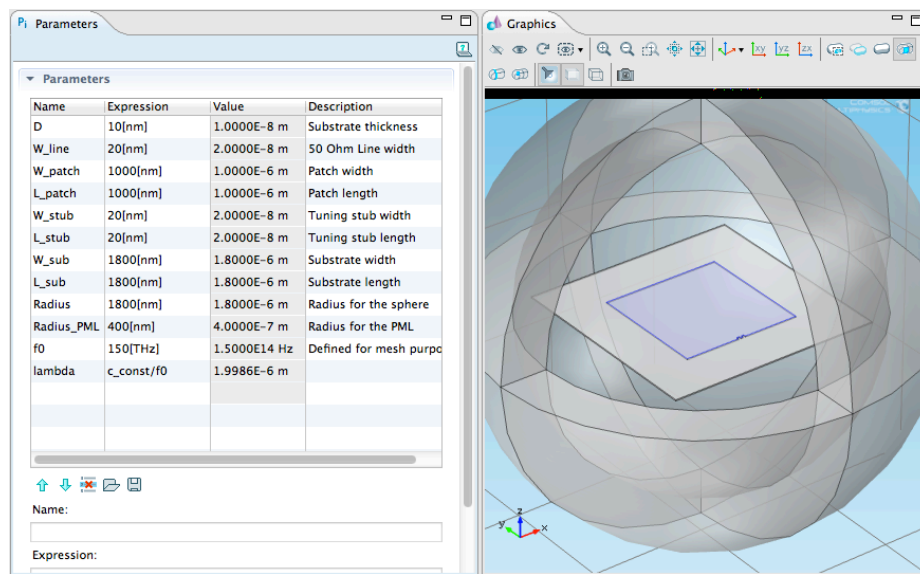 Pi Parameters
Graphics
xy yz zx
Parameters
Name Expression Value Description
D 10[nm] 1.0000E-8 m Substrate thickness
W_line 20[nm] 2.0000E-8 m 50 Ohm Line width
W_patch 1000[nm] 1.0000E-6 m Patch width
L_patch 1000[nm] 1.0000E-6 m Patch length
W_stub 20[nm] 2.0000E-8 m Tuning stub width
L_stub 20[nm] 2.0000E-8 m Tuning stub length
W_sub 1800[nm] 1.8000E-6 m Substrate width
L_sub 1800[nm] 1.8000E-6 m Substrate length
Radius 1800[nm] 1.8000E-6 m Radius for the sphere
Radius_PML 400[nm] 4.0000E-7 m Radius for the PML
f0 150[THz] 1.5000E14 Hz Defined for mesh purpo
lambda c_const/f0 1.9986E-6 m
Name:
Expression:
z
y x